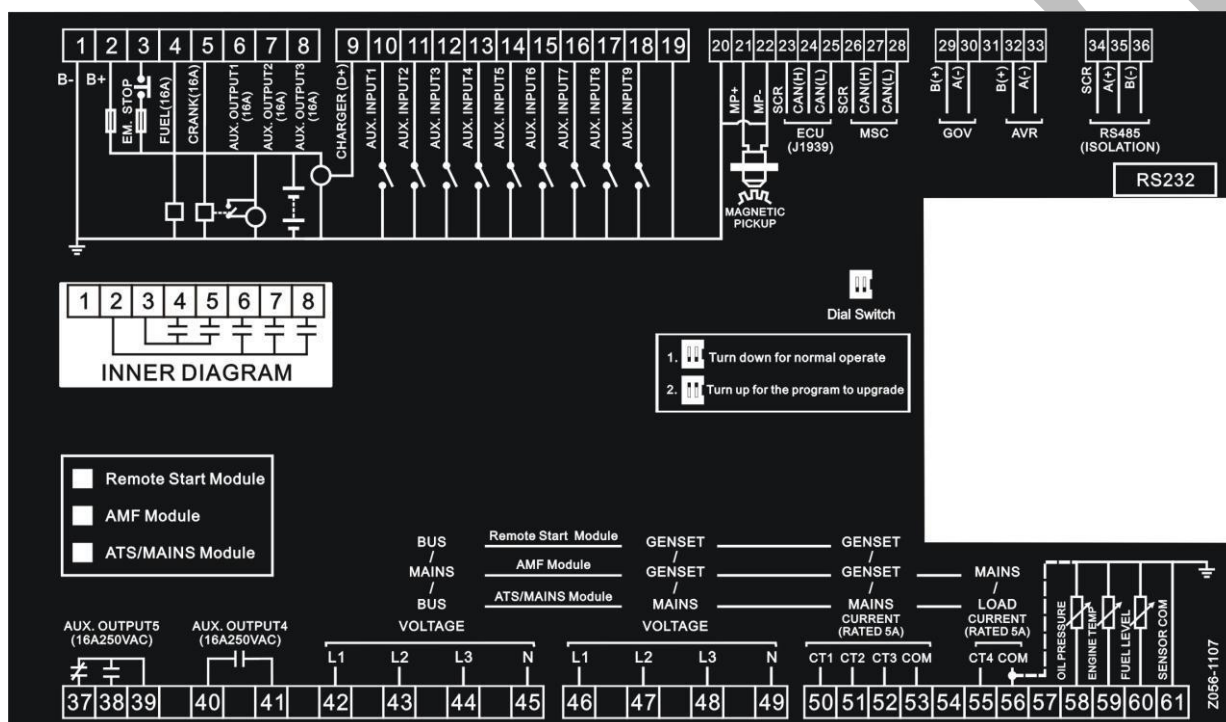 1 2 3 4 5 6 7 8 9 10 11 12 13 14 15 16 17 18 19 20 21 22 23 24 25 26 27 28 29 30 31 32 33 34 35 36
B-
B+
EM. STOP
FUEL(16A)
CRANK(16A)
AUX. OUTPUT1
(16A)
AUX. OUTPUT2
(16A)
AUX. OUTPUT3
(16A)
CHARGER (D+)
AUX. INPUT1
AUX. INPUT2
AUX. INPUT3
AUX. INPUT4
AUX. INPUT5
AUX. INPUT6
AUX. INPUT7
AUX. INPUT8
AUX. INPUT9
MP+
MP-
SCR
CAN(H)
CAN(L)
SCR
CAN(H)
CAN(L)
B(+)
A(-)
B(+)
A(-)
SCR
A(+)
B(-)
ECU
(J1939)
MSC
GOV
AVR
RS485
(ISOLATION)
MAGNETIC
PICKUP
RS232
1 2 3 4 5 6 7 8
INNER DIAGRAM
Dial Switch
1. Turn down for normal operate
2. Turn up for the program to upgrade
Remote Start Module
AMF Module
ATS/MAINS Module
BUS Remote Start Module GENSET GENSET
/ / /
MAINS AMF Module GENSET GENSET MAINS
/ / / /
BUS ATS/MAINS Module MAINS MAINS LOAD
VOLTAGE VOLTAGE CURRENT CURRENT
(RATED 5A) (RATED 5A)
AUX. OUTPUT5
(16A250VAC)
AUX. OUTPUT4
(16A250VAC)
L1 L2 L3 N L1 L2 L3 N CT1 CT2 CT3 COM CT4 COM
OIL PRESSURE
ENGINE TEMP
FUEL LEVEL
SENSOR COM
37 38 39 40 41 42 43 44 45 46 47 48 49 50 51 52 53 54 55 56 57 58 59 60 61
Z056-1107